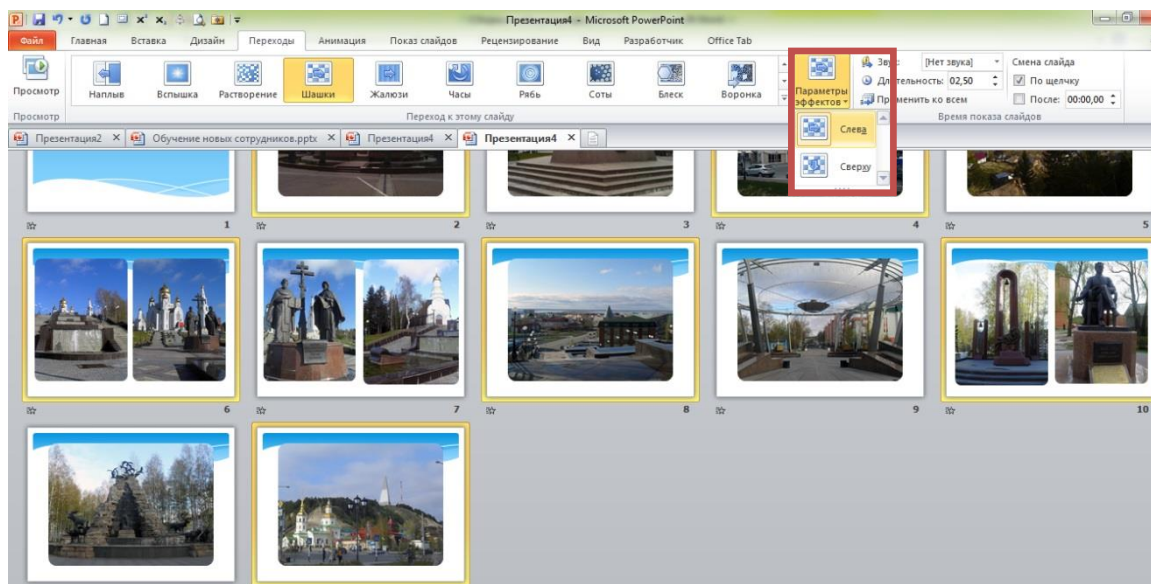 Презентация4 - Microsoft PowerPoint
Файл Главная Вставка Дизайн Переходы Анимация Показ слайдов Рецензирование Вид Разработчик Office Tab
Просмотр Наплыв Вспышка Растворение Шашки Жалюзи Часы Рябь Соты Блеск Воронка Параметры эффектов
[Нет звука] Смена слайда
Длительность: 02,50 По щелчку
Применить ко всем После: 00:00,00
Просмотр Переход к этому слайду Время показа слайдов
Презентация2 Обучение новых сотрудников.pptx Презентация4 Презентация4
Слева
Сверху
1 2 3 4 5
6 7 8 9 10